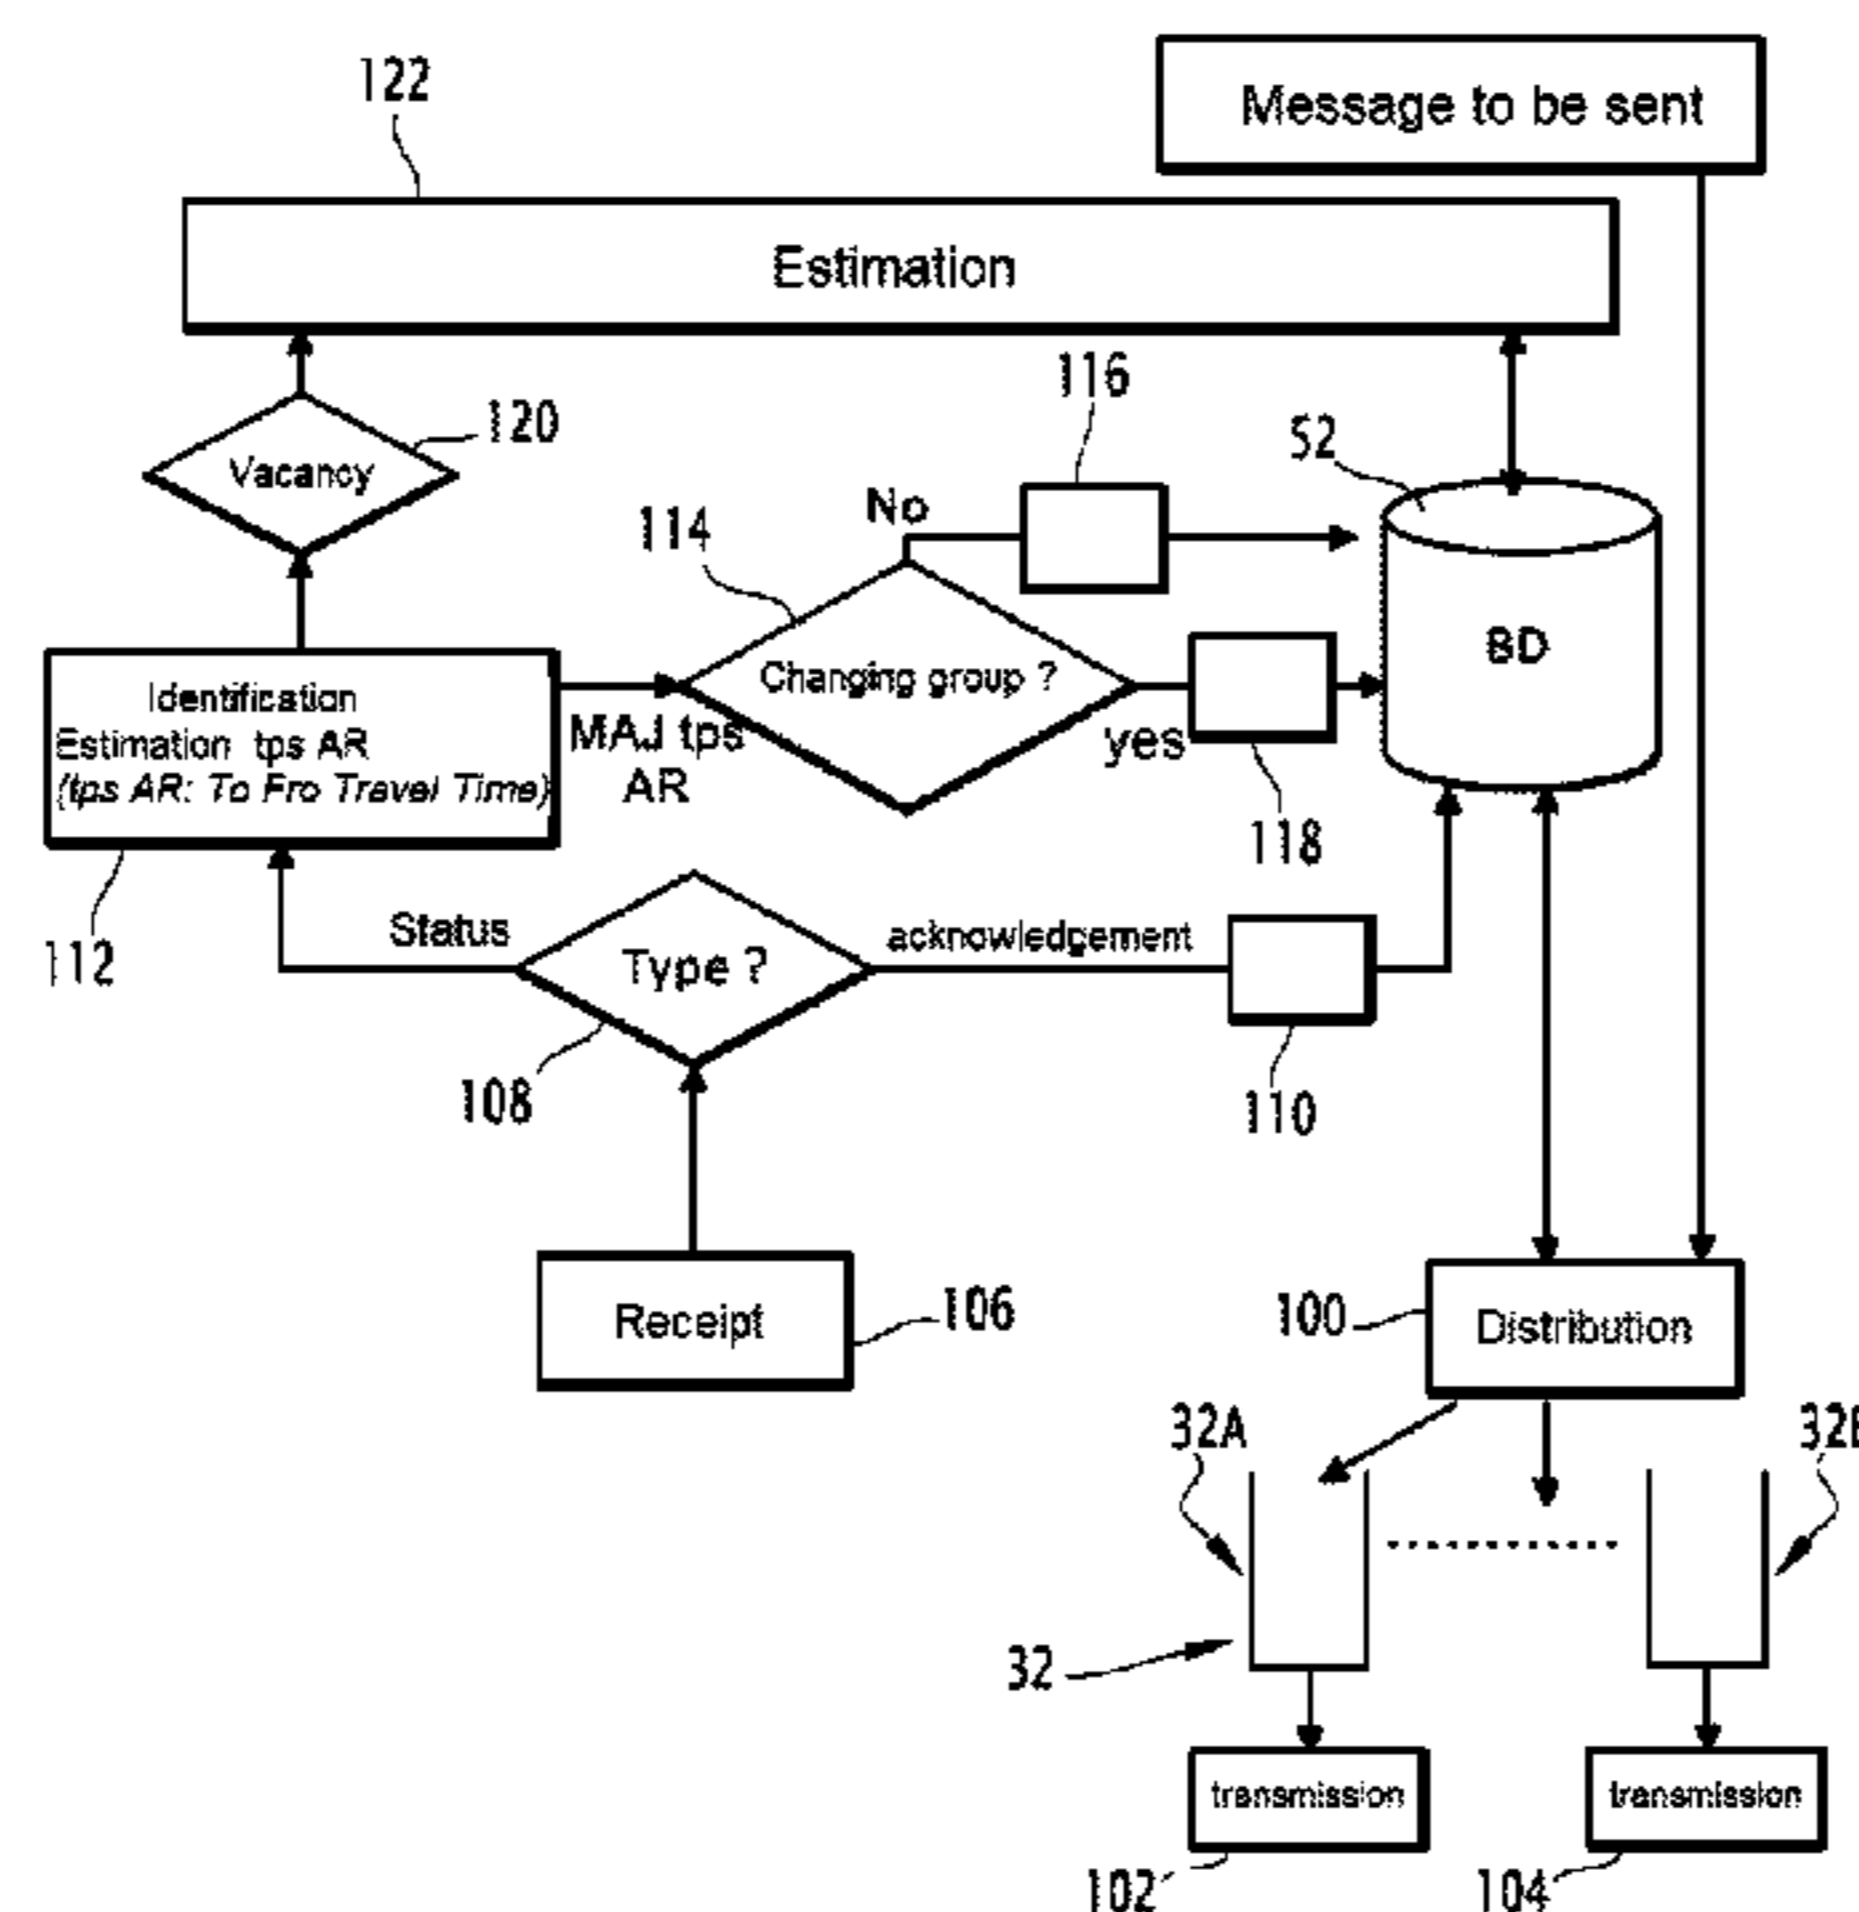 122
Message to be sent
Estimation
116
120
52
Vacancy
No
114
BD
Identification
Changing group ?
Estimation tps AR
MAJ tps
yes
(tps AR: To Fro Travel Time)
AR
118
Status
acknowledgement
112
Type ?
108
110
Receipt
106
100
Distribution
32A
32
transmission
transmission
102
104